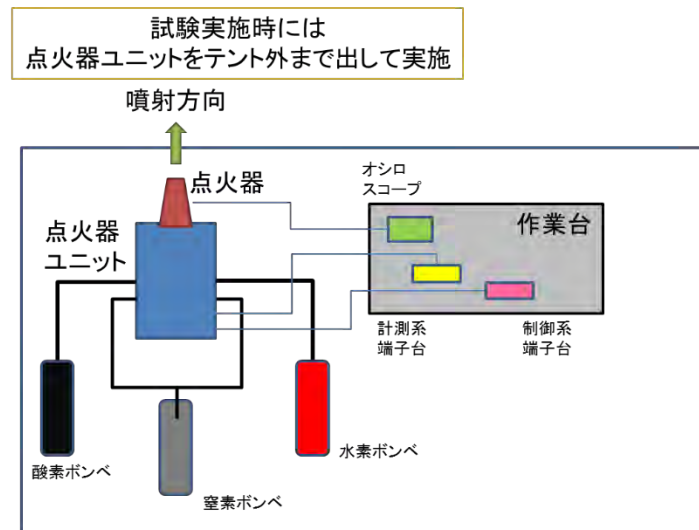 試験実施時には
点火器ユニットをテント外まで出して実施
噴射方向
点火器
オシロ
スコープ
作業台
点火器
ユニット
計測系
端子台
制御系
端子台
酸素ボンベ
窒素ボンベ
水素ボンベ